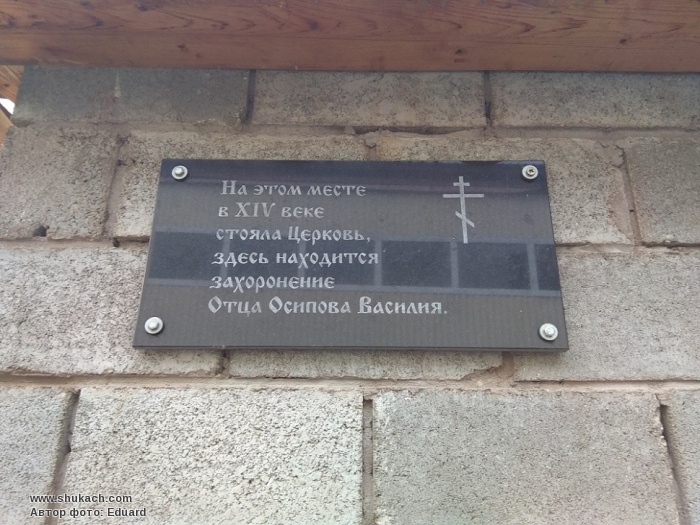 На этом месте
в XIV веке
стояла Церковь,
здесь находится
захоронение
Отца Осипова Василия.
www.shukach.com
Автор фото: Eduard